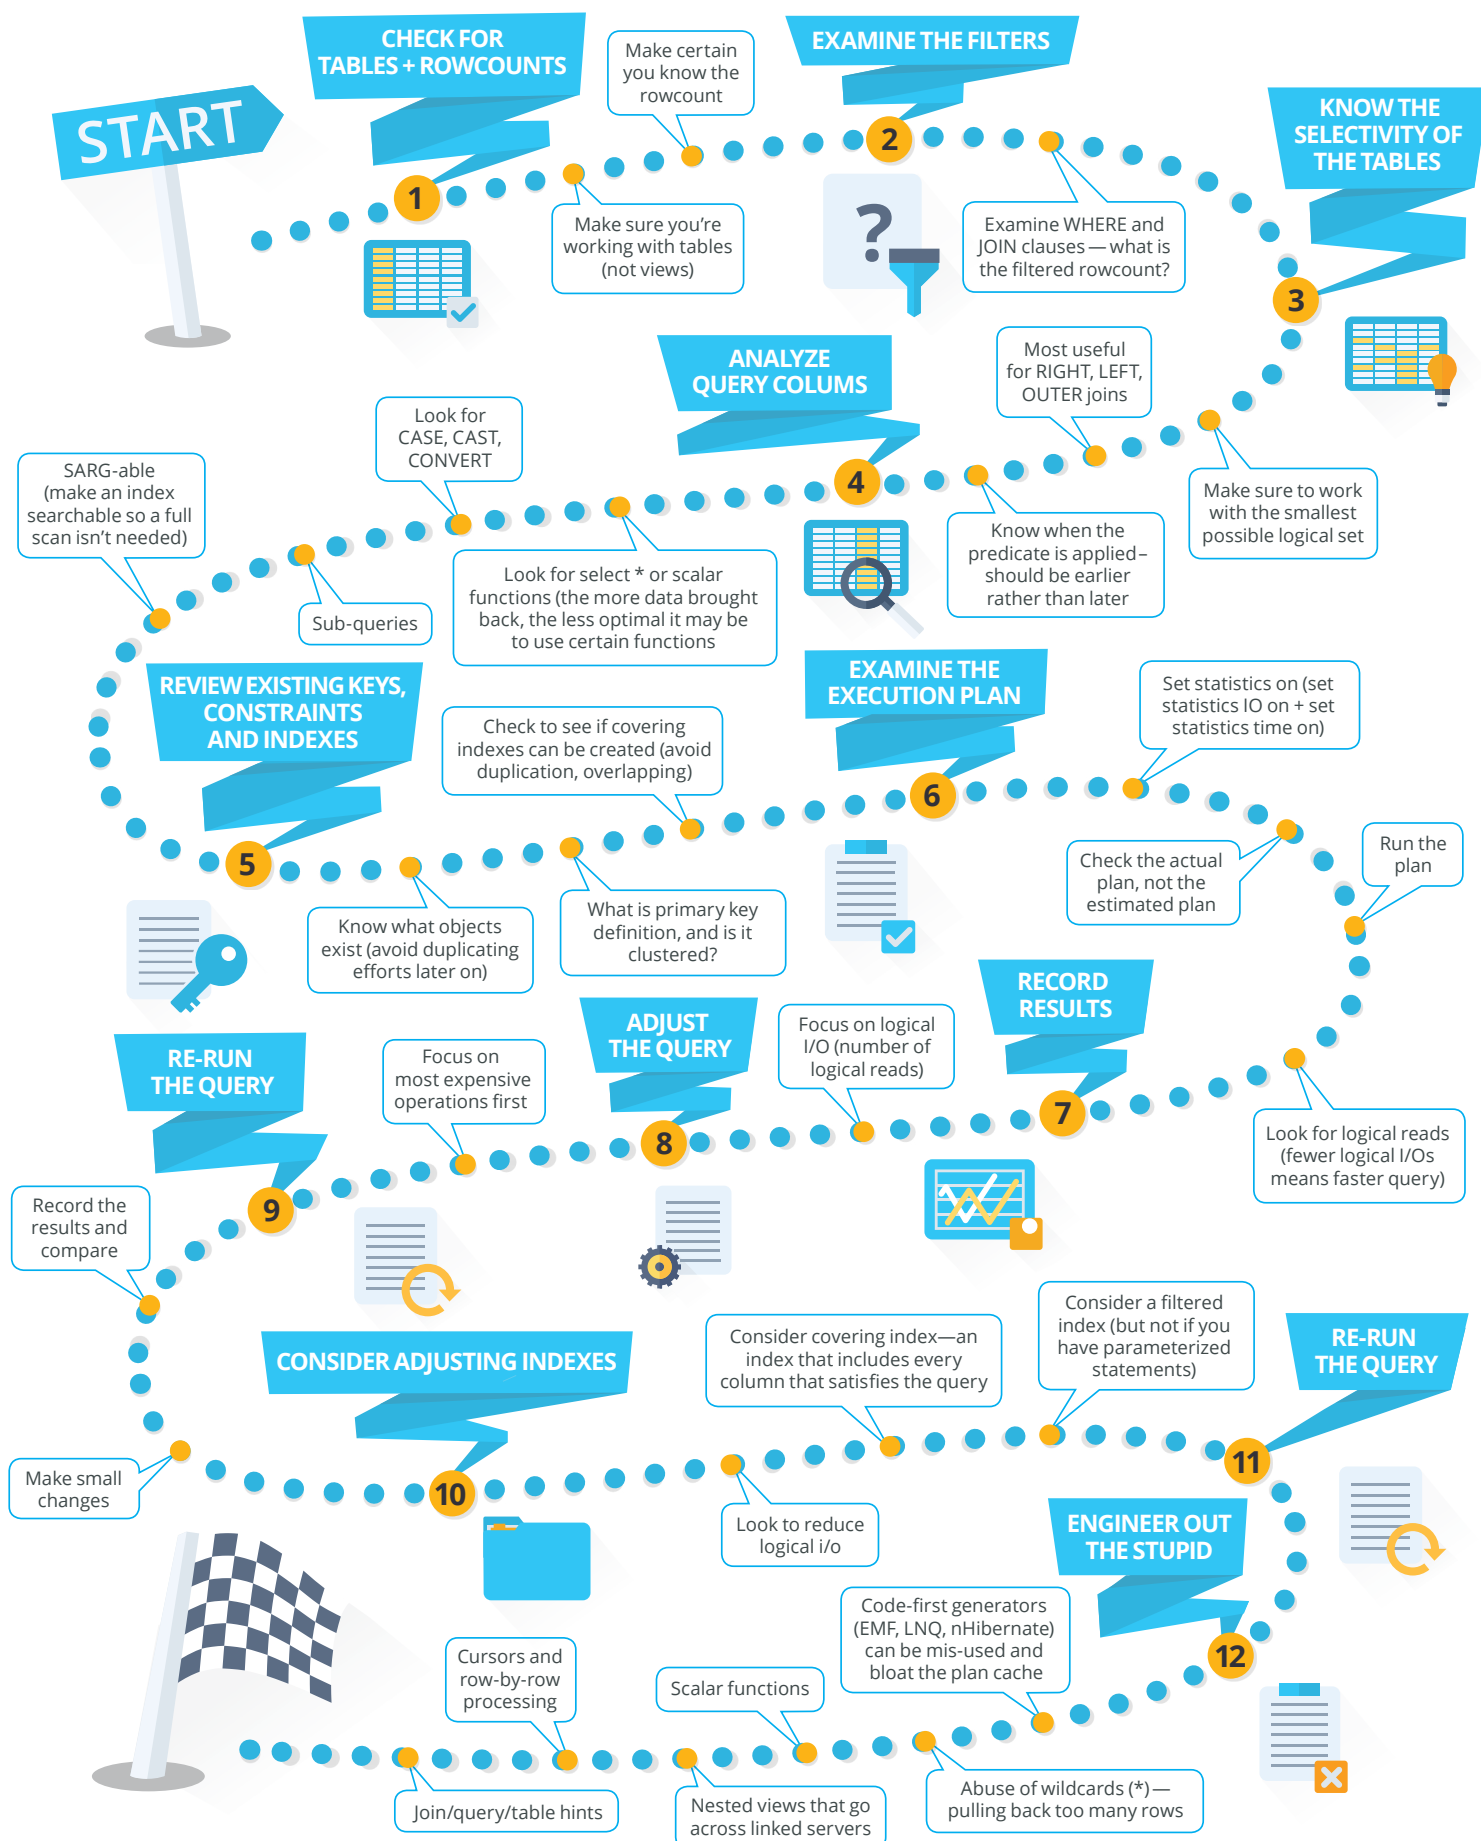 START
CHECK FOR
TABLES + ROWCOUNTS
1
Make sure you're
working with tables
(not views)
Make certain
you know the
rowcount
EXAMINE THE FILTERS
2
?
Examine WHERE and
JOIN clauses — what is
the filtered rowcount?
KNOW THE
SELECTIVITY OF
THE TABLES
3
Make sure to work
with the smallest
possible logical set
Most useful
for RIGHT, LEFT,
OUTER joins
Know when the
predicate is applied–
should be earlier
rather than later
ANALYZE
QUERY COLUMS
4
Look for select * or scalar
functions (the more data brought
back, the less optimal it may be
to use certain functions
Look for
CASE, CAST,
CONVERT
Sub-queries
SARG-able
(make an index
searchable so a full
scan isn't needed)
REVIEW EXISTING KEYS,
CONSTRAINTS
AND INDEXES
5
Know what objects
exist (avoid duplicating
efforts later on)
What is primary key
definition, and is it
clustered?
Check to see if covering
indexes can be created (avoid
duplication, overlapping)
EXAMINE THE
EXECUTION PLAN
6
Set statistics on (set
statistics IO on + set
statistics time on)
Check the actual
plan, not the
estimated plan
Run the
plan
Look for logical reads
(fewer logical I/Os
means faster query)
RECORD
RESULTS
7
Focus on logical
I/O (number of
logical reads)
ADJUST
THE QUERY
8
Focus on
most expensive
operations first
RE-RUN
THE QUERY
9
Record the
results and
compare
Make small
changes
CONSIDER ADJUSTING INDEXES
10
Look to reduce
logical i/o
Consider covering index—an
index that includes every
column that satisfies the query
Consider a filtered
index (but not if you
have parameterized
statements)
RE-RUN
THE QUERY
11
ENGINEER OUT
THE STUPID
12
Code-first generators
(EMF, LNQ, nHibernate)
can be mis-used and
bloat the plan cache
Abuse of wildcards (*) —
pulling back too many rows
Scalar functions
Nested views that go
across linked servers
Cursors and
row-by-row
processing
Join/query/table hints